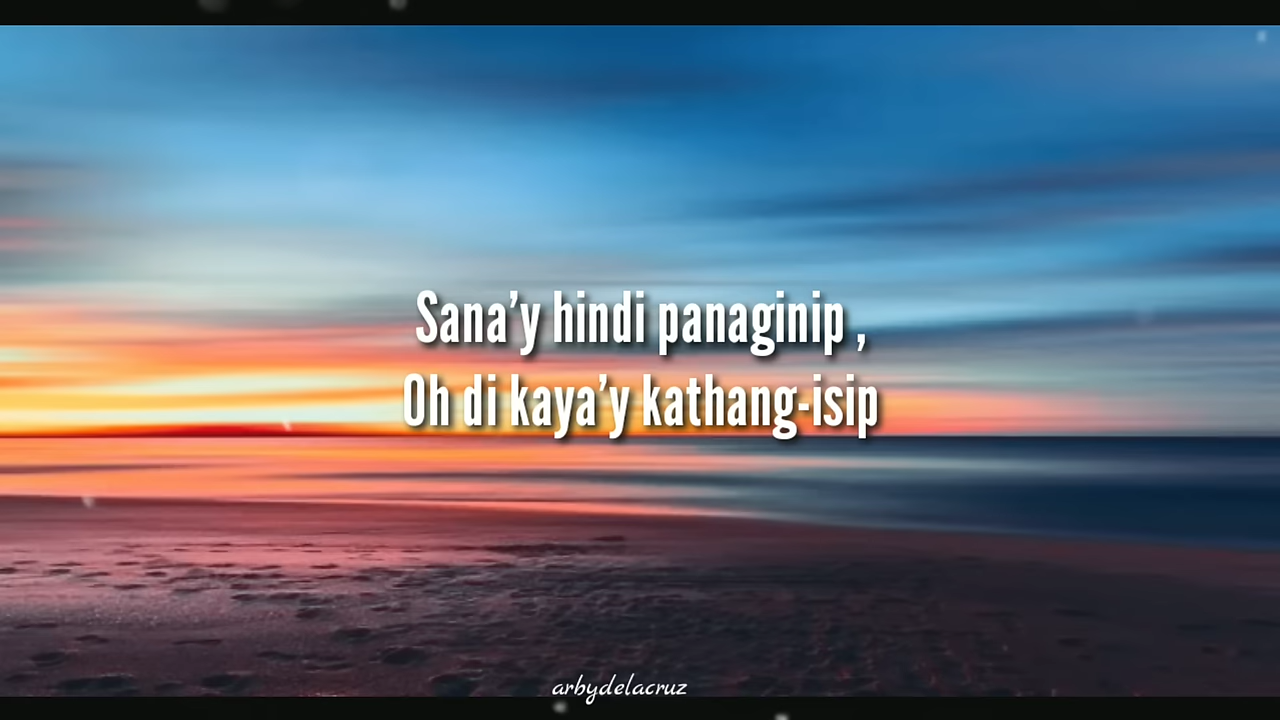 Sana'y hindi panaginip ,
Oh di kaya'y kathang-isip
arbydelacruz